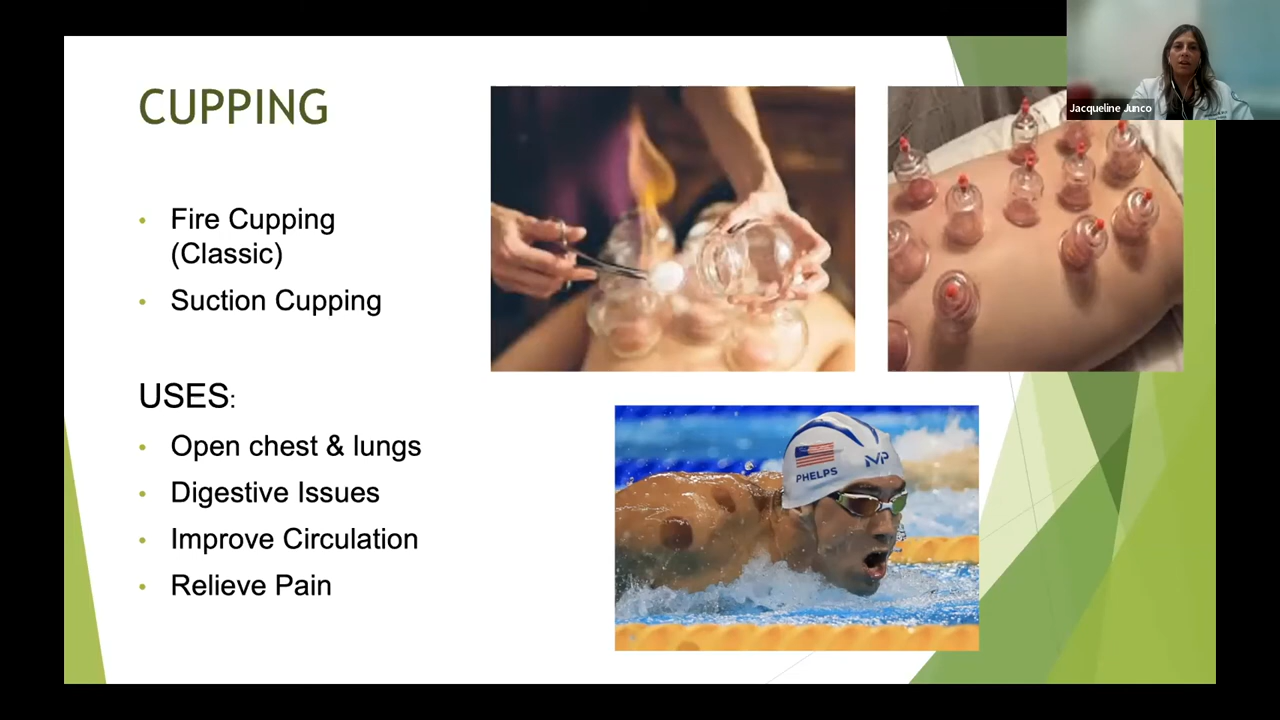 CUPPING
• Fire Cupping
(Classic)
• Suction Cupping
USES:
• Open chest & lungs
• Digestive Issues
• Improve Circulation
• Relieve Pain
Jacqueline Junco
PHELPS
MP